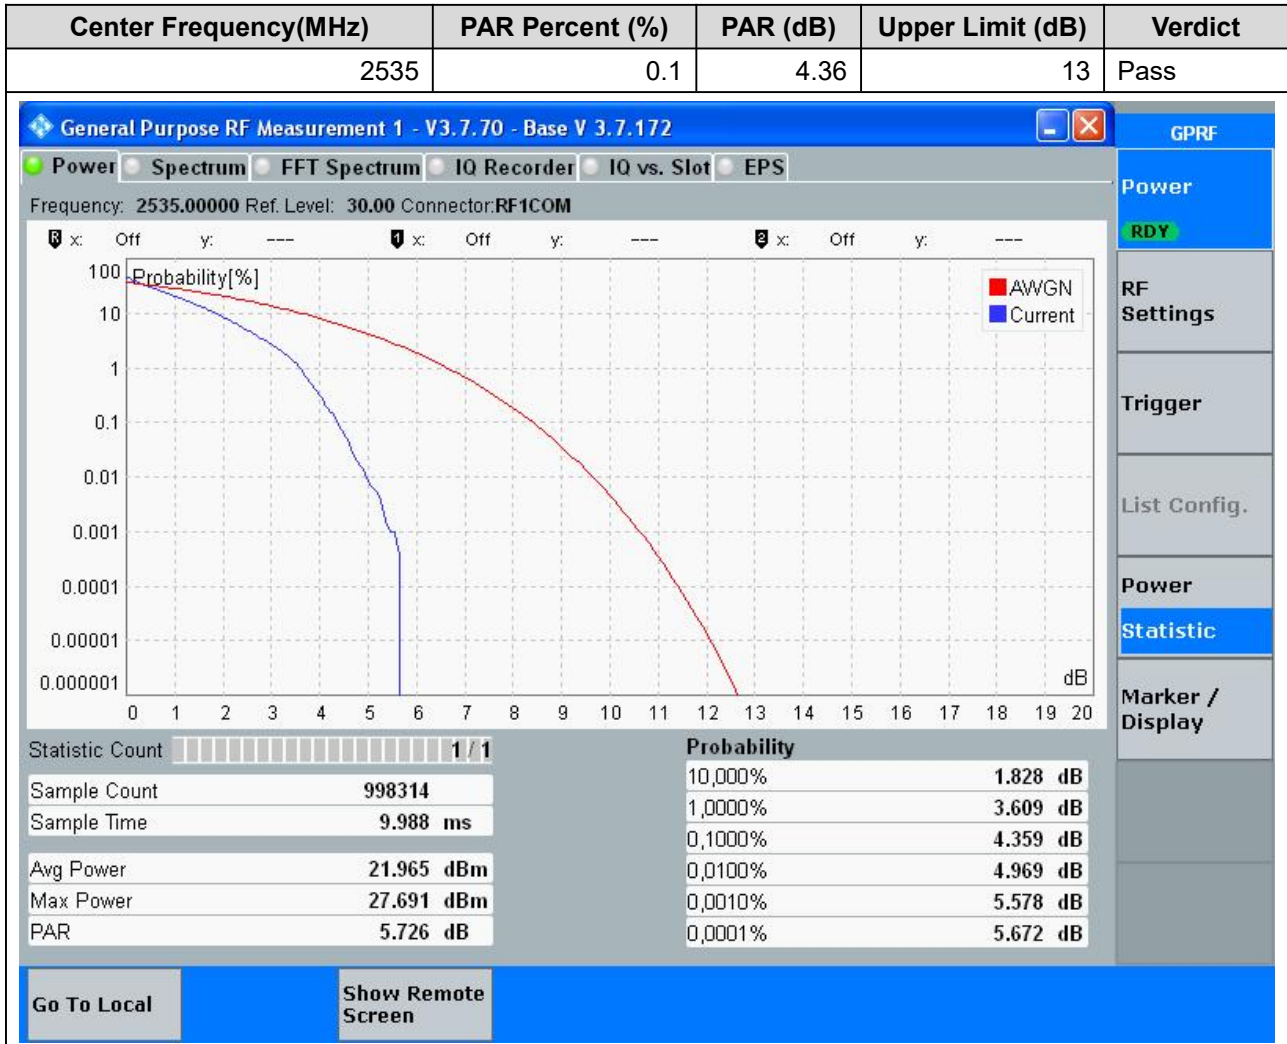 Center Frequency(MHz) PAR Percent (%) PAR (dB) Upper Limit (dB) Verdict
2535 0.1 4.36 13 Pass
General Purpose RF Measurement 1 - V3.7.70 - Base V 3.7.172
GPRF
Power Spectrum FFT Spectrum IQ Recorder IQ vs. Slot EPS
Power
RDY
Frequency: 2535.00000 Ref. Level: 30.00 Connector:RF1COM
R x: Off y: --- 1 x: Off y: --- 2 x: Off y: ---
100 Probability[%]
AWGN
Current
10
1
0.1
0.01
0.001
0.0001
0.00001
0.000001
dB
0 1 2 3 4 5 6 7 8 9 10 11 12 13 14 15 16 17 18 19 20
RF
Settings
Trigger
List Config.
Power
Statistic
Marker /
Display
Statistic Count 1 / 1
Sample Count 998314
Sample Time 9.988 ms
Avg Power 21.965 dBm
Max Power 27.691 dBm
PAR 5.726 dB
Probability
10,000% 1.828 dB
1,0000% 3.609 dB
0,1000% 4.359 dB
0,0100% 4.969 dB
0,0010% 5.578 dB
0,0001% 5.672 dB
Go To Local
Show Remote
Screen